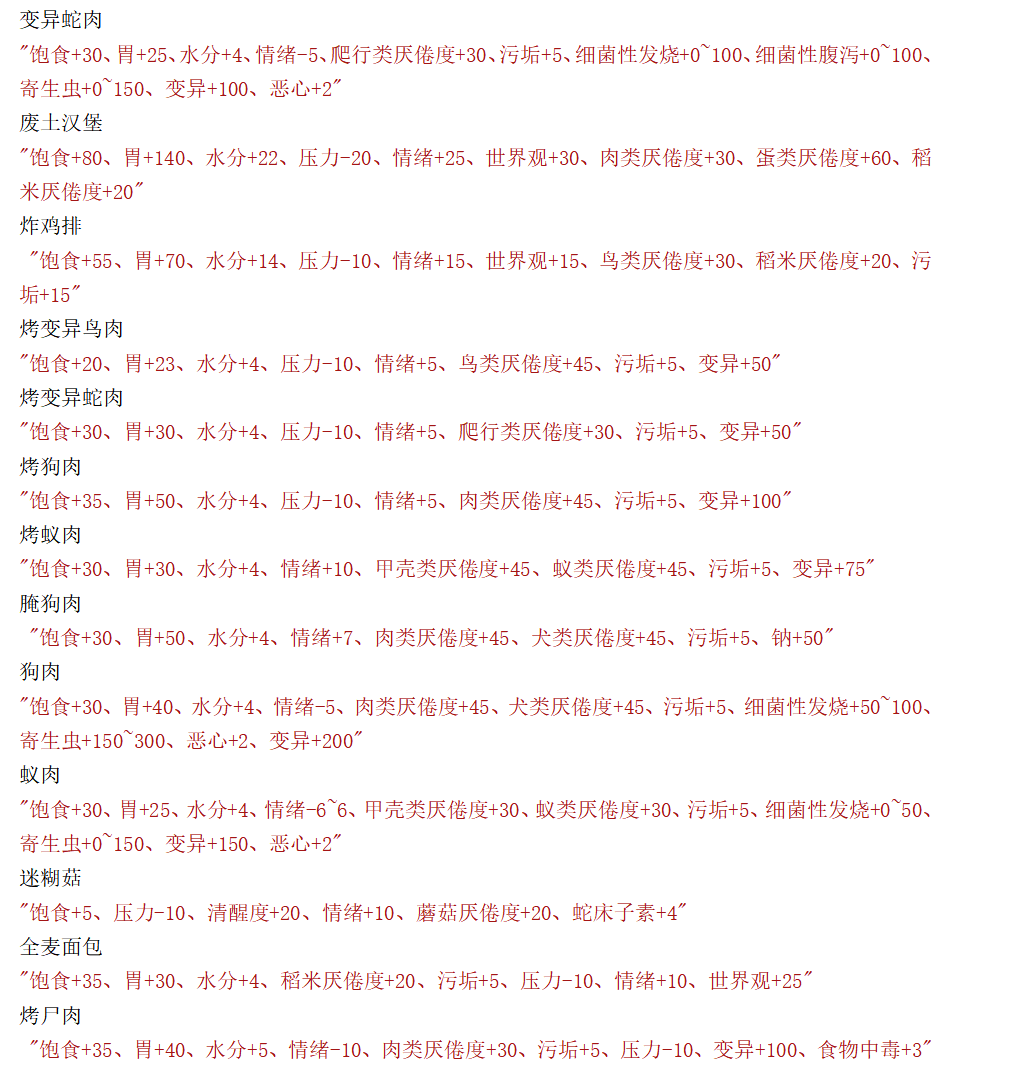 变异蛇肉
"饱食+30、胃+25、水分+4、情绪-5、爬行类厌倦度+30、污垢+5、细菌性发烧+0~100、细菌性腹泻+0~100、
寄生虫+0~150、变异+100、恶心+2"
废土汉堡
"饱食+80、胃+140、水分+22、压力-20、情绪+25、世界观+30、肉类厌倦度+30、蛋类厌倦度+60、稻
米厌倦度+20"
炸鸡排
"饱食+55、胃+70、水分+14、压力-10、情绪+15、世界观+15、鸟类厌倦度+30、稻米厌倦度+20、污
垢+15"
烤变异鸟肉
"饱食+20、胃+23、水分+4、压力-10、情绪+5、鸟类厌倦度+45、污垢+5、变异+50"
烤变异蛇肉
"饱食+30、胃+30、水分+4、压力-10、情绪+5、爬行类厌倦度+30、污垢+5、变异+50"
烤狗肉
"饱食+35、胃+50、水分+4、压力-10、情绪+5、肉类厌倦度+45、污垢+5、变异+100"
烤蚁肉
"饱食+30、胃+30、水分+4、情绪+10、甲壳类厌倦度+45、蚁类厌倦度+45、污垢+5、变异+75"
腌狗肉
"饱食+30、胃+50、水分+4、情绪+7、肉类厌倦度+45、犬类厌倦度+45、污垢+5、钠+50"
狗肉
"饱食+30、胃+40、水分+4、情绪-5、肉类厌倦度+45、犬类厌倦度+45、污垢+5、细菌性发烧+50~100、
寄生虫+150~300、恶心+2、变异+200"
蚁肉
"饱食+30、胃+25、水分+4、情绪-6~6、甲壳类厌倦度+30、蚁类厌倦度+30、污垢+5、细菌性发烧+0~50、
寄生虫+0~150、变异+150、恶心+2"
迷糊菇
"饱食+5、压力-10、清醒度+20、情绪+10、蘑菇厌倦度+20、蛇床子素+4"
全麦面包
"饱食+35、胃+30、水分+4、稻米厌倦度+20、污垢+5、压力-10、情绪+10、世界观+25"
烤尸肉
"饱食+35、胃+40、水分+5、情绪-10、肉类厌倦度+30、污垢+5、压力-10、变异+100、食物中毒+3"